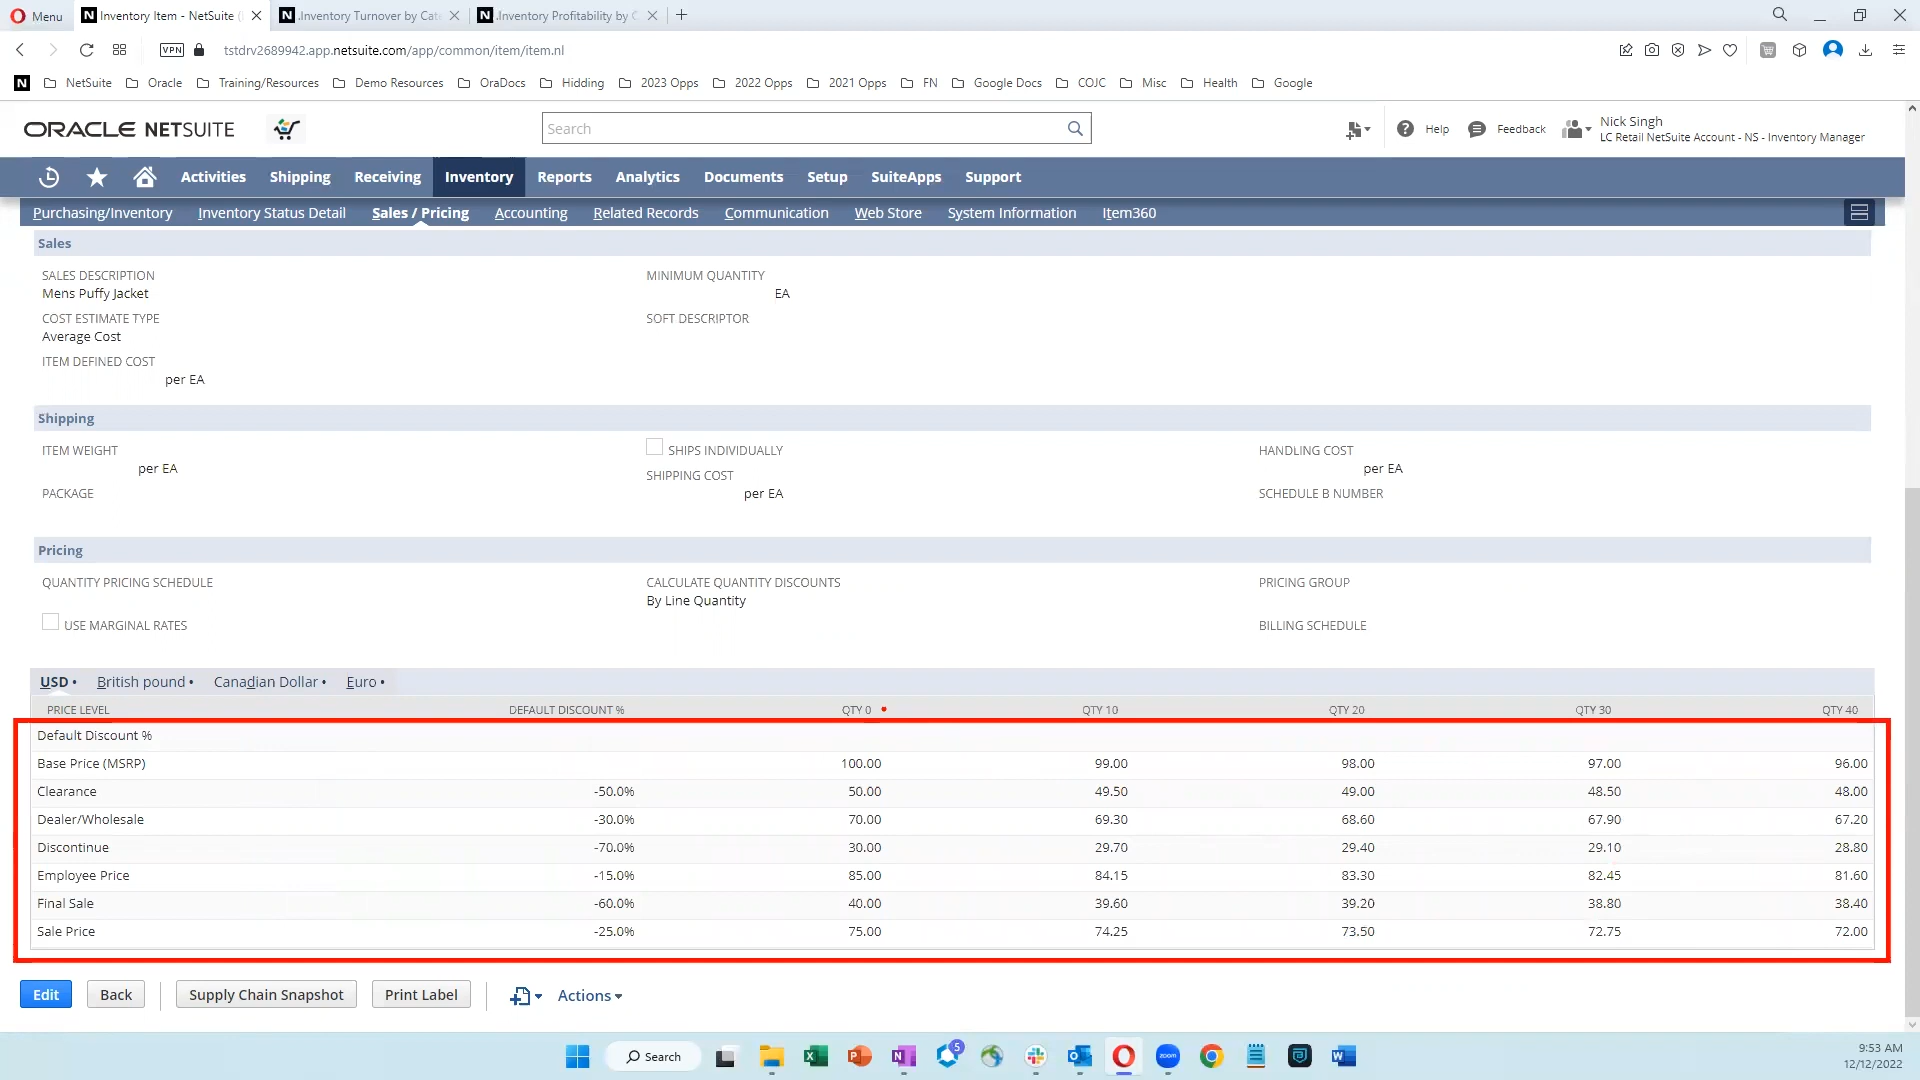 Menu
Inventory Item - NetSuite (
.Inventory Turnover by Cate
.Inventory Profitability by C
VPN
tstdrv2689942.app.netsuite.com/app/common/item/item.nl
N NetSuite Oracle Training/Resources Demo Resources OraDocs Hidding 2023 Opps 2022 Opps 2021 Opps FN Google Docs COJC Misc Health Google
ORACLE NETSUITE
Search
Help
Feedback
Nick Singh
LC Retail NetSuite Account - NS - Inventory Manager
Activities Shipping Receiving Inventory Reports Analytics Documents Setup SuiteApps Support
Purchasing/Inventory Inventory Status Detail Sales / Pricing Accounting Related Records Communication Web Store System Information Item360
Sales
SALES DESCRIPTION
Mens Puffy Jacket
COST ESTIMATE TYPE
Average Cost
ITEM DEFINED COST
per EA
MINIMUM QUANTITY
EA
SOFT DESCRIPTOR
Shipping
ITEM WEIGHT
per EA
PACKAGE
SHIPS INDIVIDUALLY
SHIPPING COST
per EA
HANDLING COST
per EA
SCHEDULE B NUMBER
Pricing
QUANTITY PRICING SCHEDULE
USE MARGINAL RATES
CALCULATE QUANTITY DISCOUNTS
By Line Quantity
PRICING GROUP
BILLING SCHEDULE
USD • British pound • Canadian Dollar • Euro •
PRICE LEVEL DEFAULT DISCOUNT % QTY 0 QTY 10 QTY 20 QTY 30 QTY 40
Default Discount %
Base Price (MSRP) 100.00 99.00 98.00 97.00 96.00
Clearance -50.0% 50.00 49.50 49.00 48.50 48.00
Dealer/Wholesale -30.0% 70.00 69.30 68.60 67.90 67.20
Discontinue -70.0% 30.00 29.70 29.40 29.10 28.80
Employee Price -15.0% 85.00 84.15 83.30 82.45 81.60
Final Sale -60.0% 40.00 39.60 39.20 38.80 38.40
Sale Price -25.0% 75.00 74.25 73.50 72.75 72.00
Edit Back Supply Chain Snapshot Print Label Actions
Search
5
zoom
9:53 AM
12/12/2022